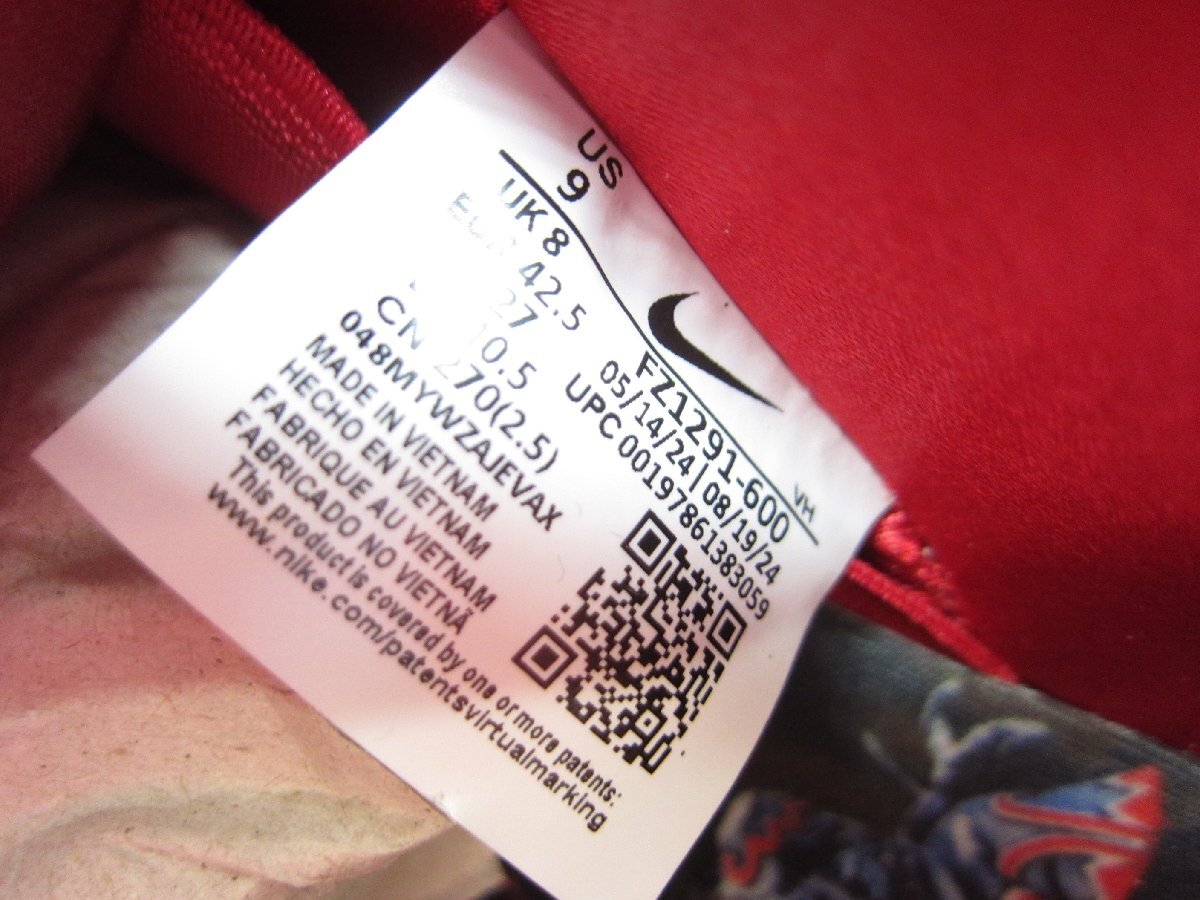 US
9
UK 8
EUR 42.5
27
10.5
CN 270(2.5)
048MYWZAJEVAX
MADE IN VIETNAM
HECHO EN VIETNAM
FABRIQUE AU VIETNAM
FABRICADO NO VIETNÃ
This product is covered by one or more patents:
www.nike.com/patentsvirtualmarking
VH
FZ1291-600
05/14/24 | 08/19/24
UPC 00197861383059